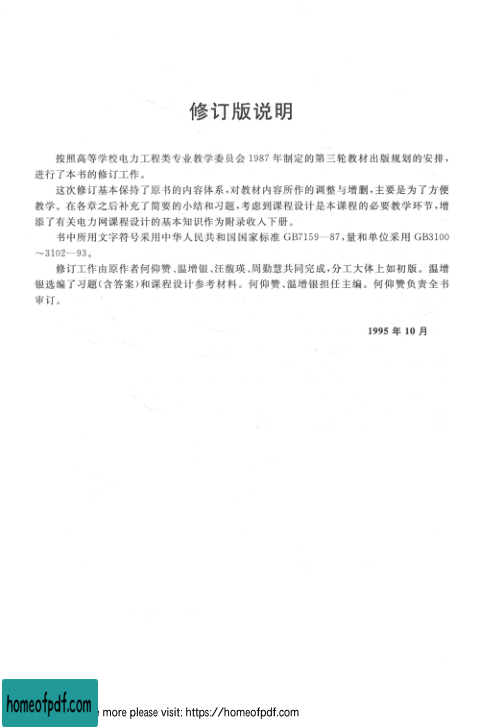 修订版说明
按照高等学校电力工程类专业教学委员会 1987 年制定的第三轮教材出版规划的安排,
进行了本书的修订工作。
这次修订基本保持了原书的内容体系,对教材内容所作的调整与增删,主要是为了方便
教学。在各章之后补充了简要的小结和习题,考虑到课程设计是本课程的必要教学环节,增
添了有关电力网课程设计的基本知识作为附录收入下册。
书中所用文字符号采用中华人民共和国国家标准 GB7159—87,量和单位采用 GB3100
～3102—93。
修订工作由原作者何仰赞、温增银、汪馥瑛、周勤慧共同完成,分工大体上如初版。温增
银选编了习题(含答案)和课程设计参考材料。何仰赞、温增银担任主编。何仰赞负责全书
审订。
1995 年 10 月
homeofpdf.com
more please visit: https://homeofpdf.com